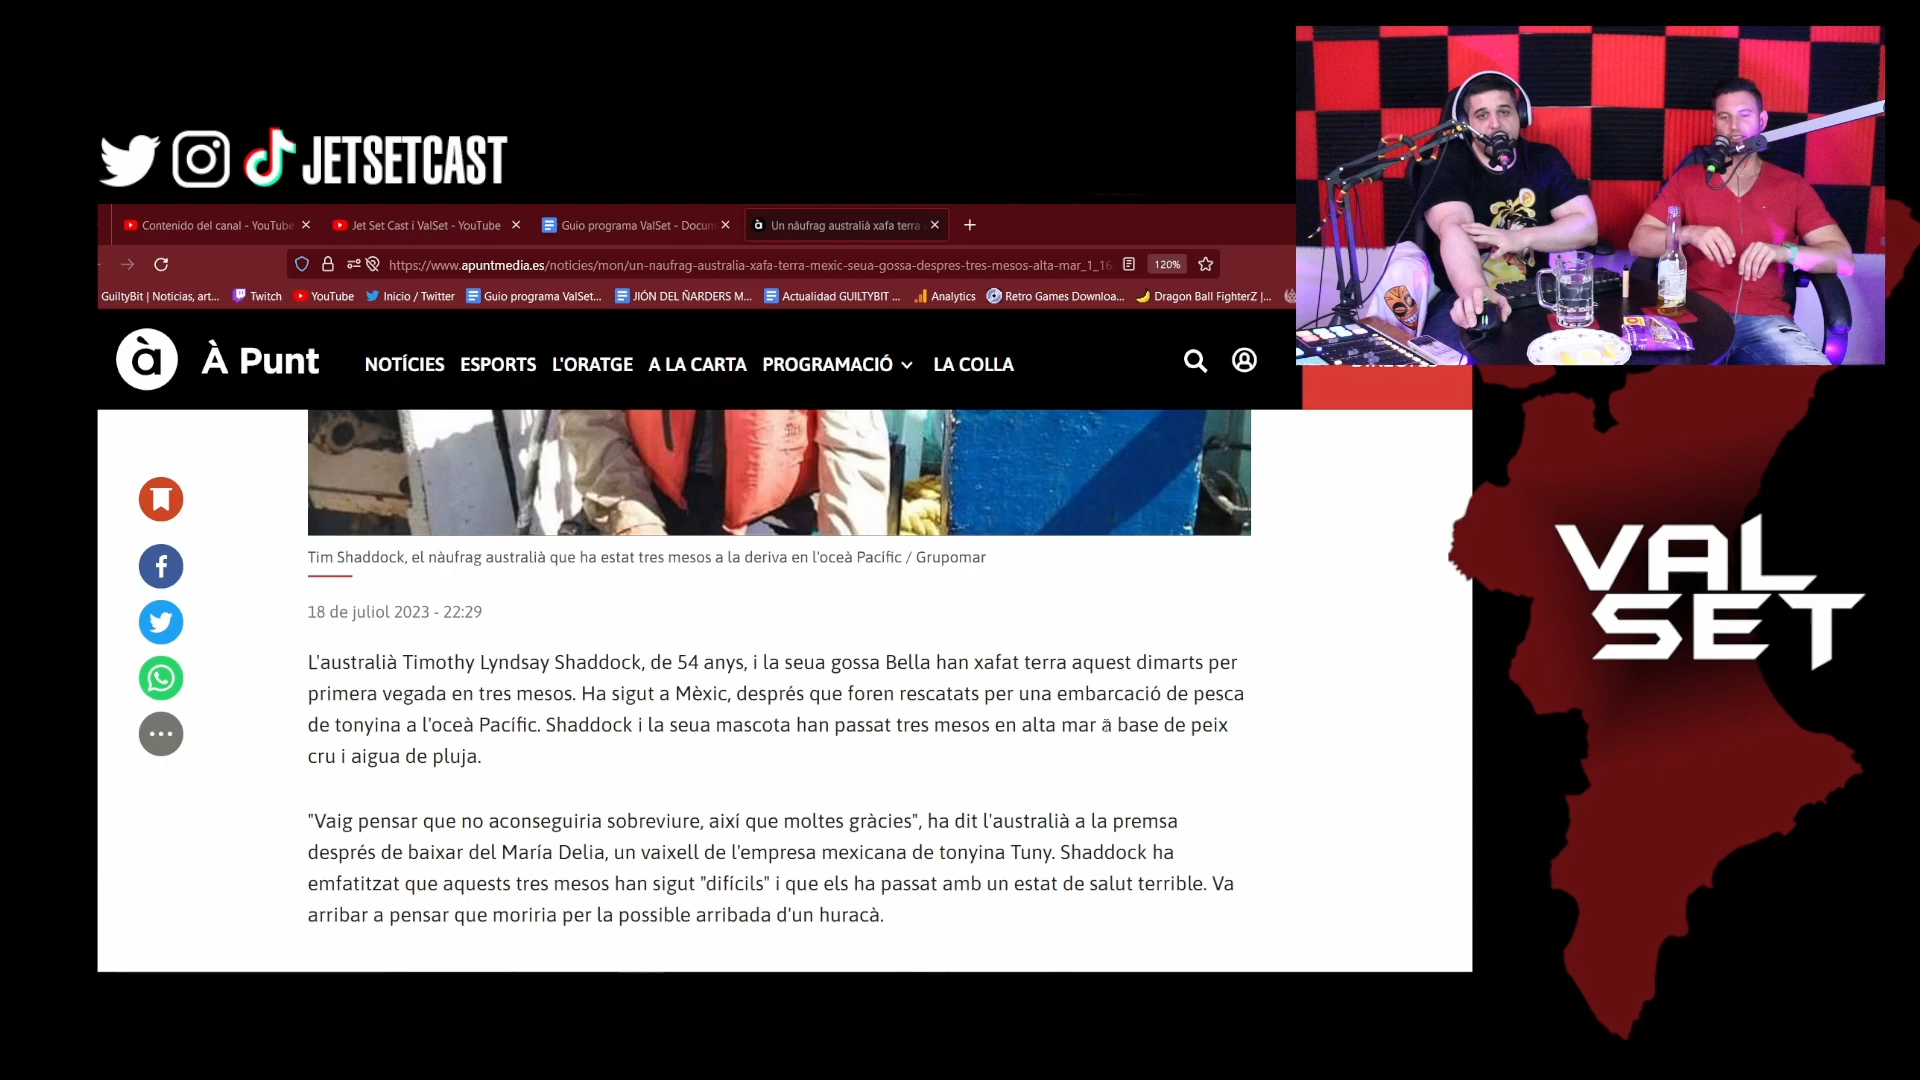 JETSETCAST
Contenido del canal - YouTube
Jet Set Cast i ValSet - YouTube
Guio programa ValSet - Docum
à Un nàufrag australià xafa terra
https://www.apuntmedia.es/noticies/mon/un-naufrag-australia-xafa-terra-mexic-seua-gossa-despres-tres-mesos-alta-mar_1_16
120%
GuiltyBit | Noticias, art...
Twitch
YouTube
Inicio / Twitter
Guio programa ValSet...
JIÓN DEL ÑARDERS M...
Actualidad GUILTYBIT ...
Analytics
Retro Games Downloa...
Dragon Ball FighterZ |...
à À Punt
NOTÍCIES ESPORTS L'ORATGE A LA CARTA PROGRAMACIÓ LA COLLA
Tim Shaddock, el nàufrag australià que ha estat tres mesos a la deriva en l'oceà Pacífic / Grupomar
18 de juliol 2023 - 22:29
L'australià Timothy Lyndsay Shaddock, de 54 anys, i la seua gossa Bella han xafat terra aquest dimarts per
primera vegada en tres mesos. Ha sigut a Mèxic, després que foren rescatats per una embarcació de pesca
de tonyina a l'oceà Pacífic. Shaddock i la seua mascota han passat tres mesos en alta mar a base de peix
cru i aigua de pluja.
"Vaig pensar que no aconseguiria sobreviure, així que moltes gràcies", ha dit l'australià a la premsa
després de baixar del María Delia, un vaixell de l'empresa mexicana de tonyina Tuny. Shaddock ha
emfatitzat que aquests tres mesos han sigut "difícils" i que els ha passat amb un estat de salut terrible. Va
arribar a pensar que moriria per la possible arribada d'un huracà.
VAL
SET